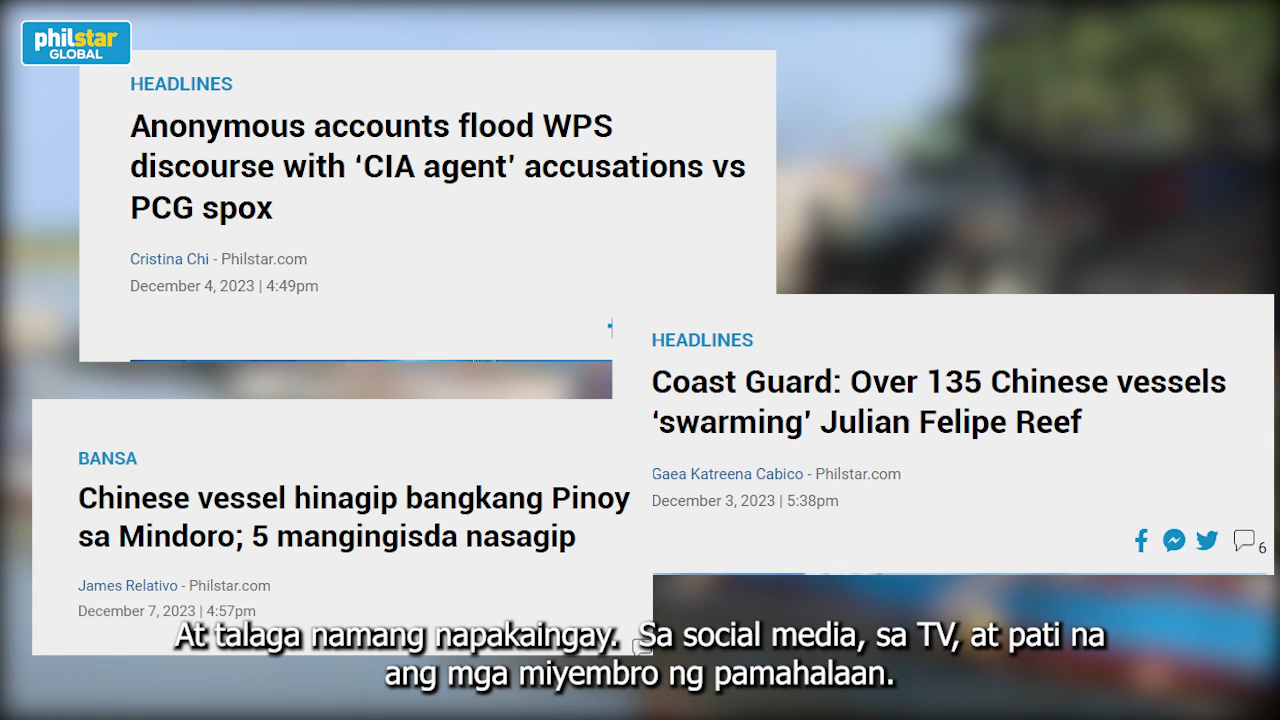 philstar
GLOBAL
HEADLINES
Anonymous accounts flood WPS
discourse with ‘CIA agent’ accusations vs
PCG spox
Cristina Chi - Philstar.com
December 4, 2023 | 4:49pm
HEADLINES
Coast Guard: Over 135 Chinese vessels
‘swarming’ Julian Felipe Reef
Gaea Katreena Cabico - Philstar.com
December 3, 2023 | 5:38pm
6
BANSA
Chinese vessel hinagip bangkang Pinoy
sa Mindoro; 5 mangingisda nasagip
James Relativo - Philstar.com
December 7, 2023 | 4:57pm
At talaga namang napakaingay. Sa social media, sa TV, at pati na
ang mga miyembro ng pamahalaan.